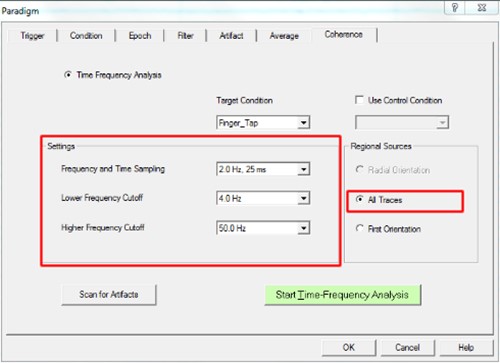 Paradigm
Trigger Condition Epoch Filter Artifact Average Coherence
Time Frequency Analysis
Target Condition
Use Control Condition
Finger_Tap
Settings
Regional Sources
Frequency and Time Sampling 2.0 Hz, 25 ms
Radial Orientation
Lower Frequency Cutoff 4.0 Hz
All Traces
Higher Frequency Cutoff 50.0 Hz
First Orientation
Scan for Artifacts
Start Time-Frequency Analysis
OK Cancel Help